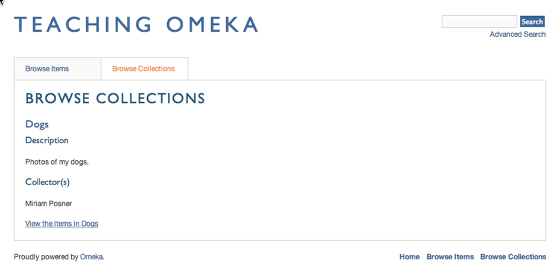 TEACHING OMEKA
Search
Advanced Search
Browse Items
Browse Collections
BROWSE COLLECTIONS
Dogs
Description
Photos of my dogs.
Collector(s)
Miriam Posner
View the items in Dogs
Proudly powered by Omeka.
Home Browse Items Browse Collections